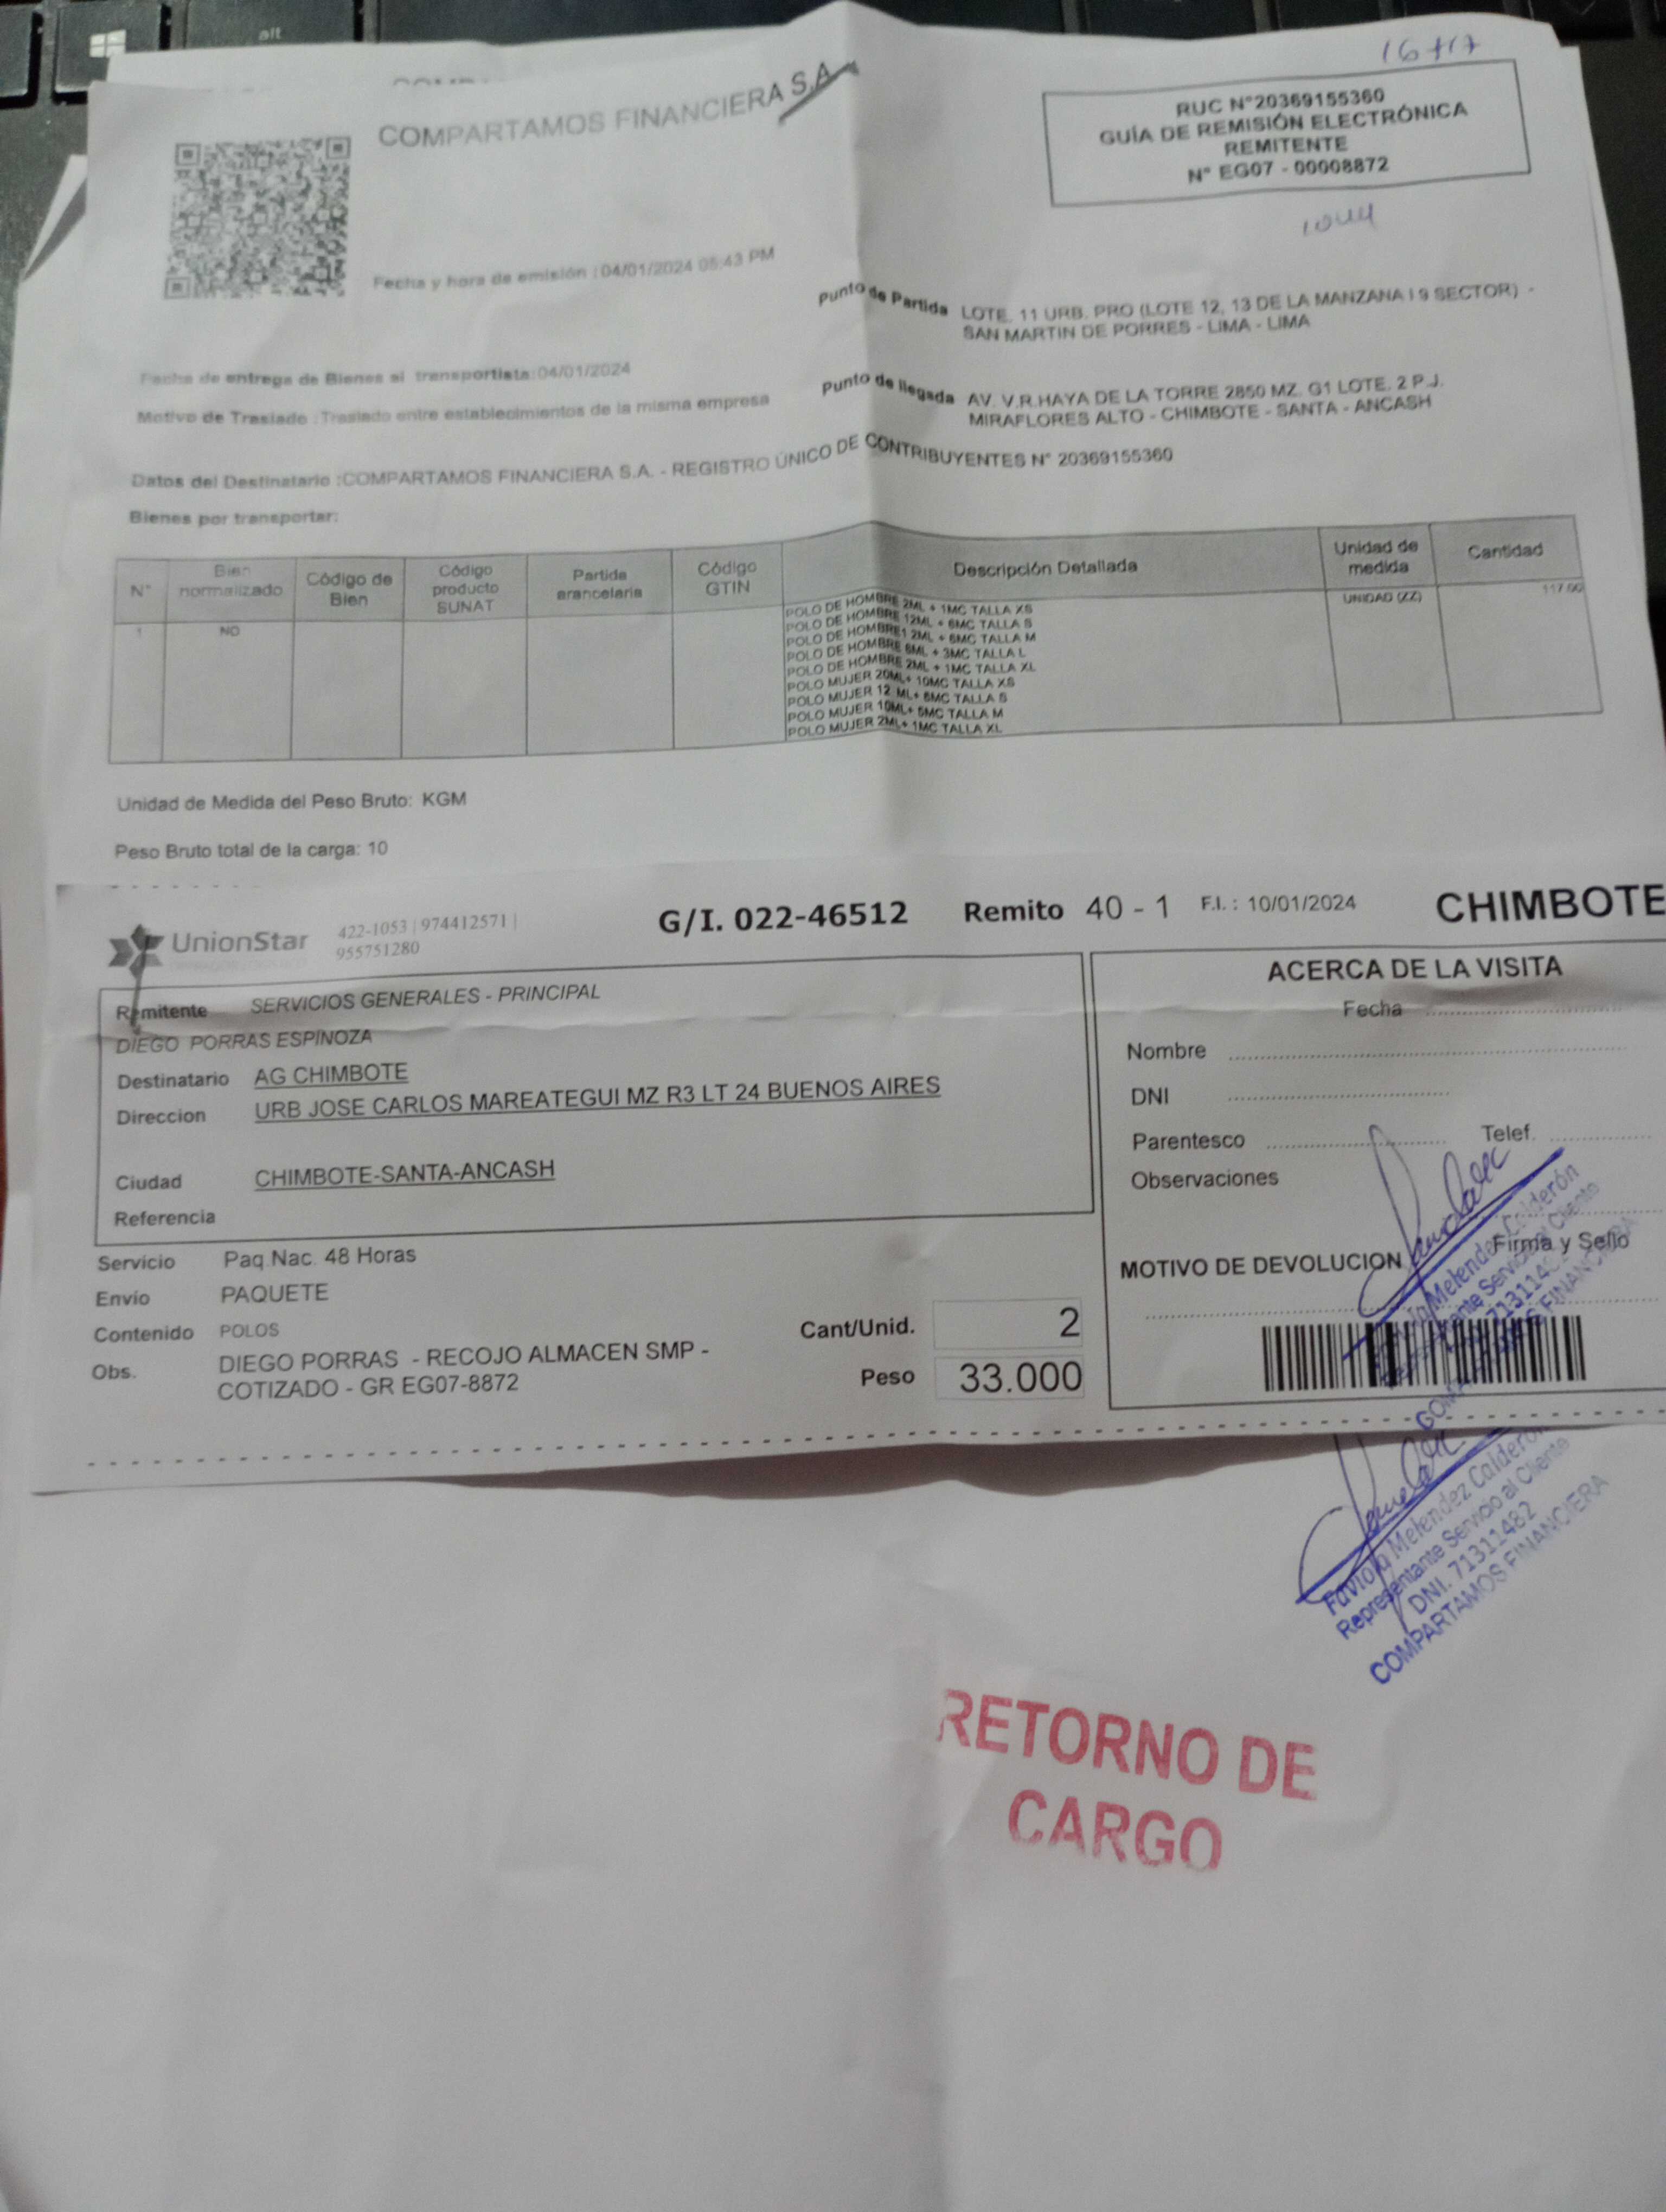 alt
16+17
COMPARTAMOS FINANCIERA S.A
RUC N°20369155360
GUÍA DE REMISIÓN ELECTRÓNICA
REMITENTE
N° EG07 - 00008872
Fecha y hora de emisión : 04/01/2024 05:43 PM
Punto de Partida LOTE. 11 URB. PRO (LOTE 12, 13 DE LA MANZANA I 9 SECTOR) -
SAN MARTIN DE PORRES - LIMA - LIMA
Fecha de entrega de Bienes al transportista:04/01/2024
Punto de llegada AV. V.R.HAYA DE LA TORRE 2850 MZ. G1 LOTE. 2 P.J.
MIRAFLORES ALTO - CHIMBOTE - SANTA - ANCASH
Motivo de Traslado :Traslado entre establecimientos de la misma empresa
Datos del Destinatario :COMPARTAMOS FINANCIERA S.A. - REGISTRO ÚNICO DE CONTRIBUYENTES N° 20369155360
Bienes por transportar:
N° Bien normalizado Código de Bien Código producto SUNAT Partida arancelaria Código GTIN Descripción Detallada Unidad de medida Cantidad
1 NO UNIDAD (ZZ) 117.00
POLO DE HOMBRE 2ML + 1MC TALLA XS
POLO DE HOMBRE 12ML + 6MC TALLA S
POLO DE HOMBRE1 2ML + 6MC TALLA M
POLO DE HOMBRE 6ML + 3MC TALLA L
POLO DE HOMBRE 2ML + 1MC TALLA XL
POLO MUJER 20ML+ 10MC TALLA XS
POLO MUJER 12 ML+ 6MC TALLA S
POLO MUJER 10ML+ 5MC TALLA M
POLO MUJER 2ML+ 1MC TALLA XL
Unidad de Medida del Peso Bruto: KGM
Peso Bruto total de la carga: 10
UnionStar 422-1053 | 974412571 |
955751280
G/I. 022-46512 Remito 40 - 1 F.I. : 10/01/2024 CHIMBOTE
Remitente SERVICIOS GENERALES - PRINCIPAL
DIEGO PORRAS ESPINOZA
Destinatario AG CHIMBOTE
Direccion URB JOSE CARLOS MAREATEGUI MZ R3 LT 24 BUENOS AIRES
Ciudad CHIMBOTE-SANTA-ANCASH
Referencia
Servicio Paq.Nac. 48 Horas
Envio PAQUETE
Contenido POLOS
Obs. DIEGO PORRAS - RECOJO ALMACEN SMP -
COTIZADO - GR EG07-8872
Cant/Unid. 2
Peso 33.000
ACERCA DE LA VISITA
Fecha
Nombre
DNI
Parentesco Telef.
Observaciones
Firma y Sello
MOTIVO DE DEVOLUCION
Melendez Calderón
Faviola Melendez Calderón
Representante Servicio al Cliente
DNI. 71311482
COMPARTAMOS FINANCIERA
RETORNO DE
CARGO